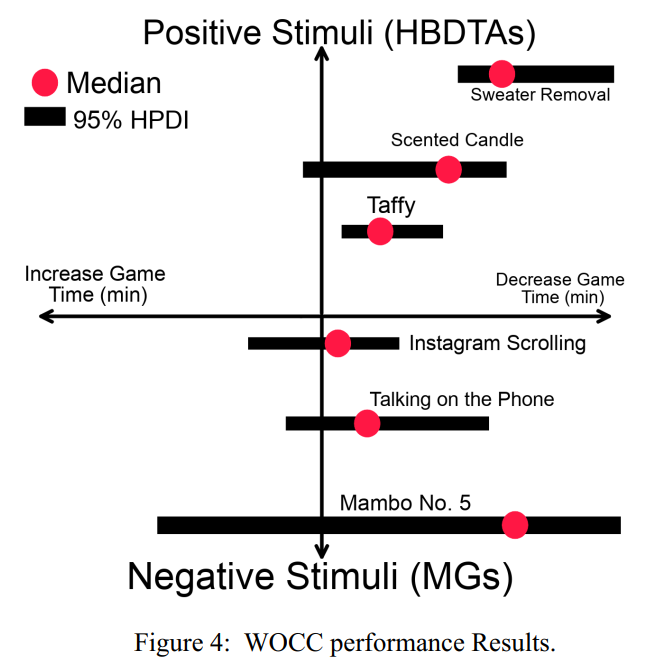 Positive Stimuli (HBDTAs)
Median
95% HPDI
Sweater Removal
Scented Candle
Taffy
Increase Game
Time (min)
Decrease Game
Time (min)
Instagram Scrolling
Talking on the Phone
Mambo No. 5
Negative Stimuli (MGs)
Figure 4: WOCC performance Results.